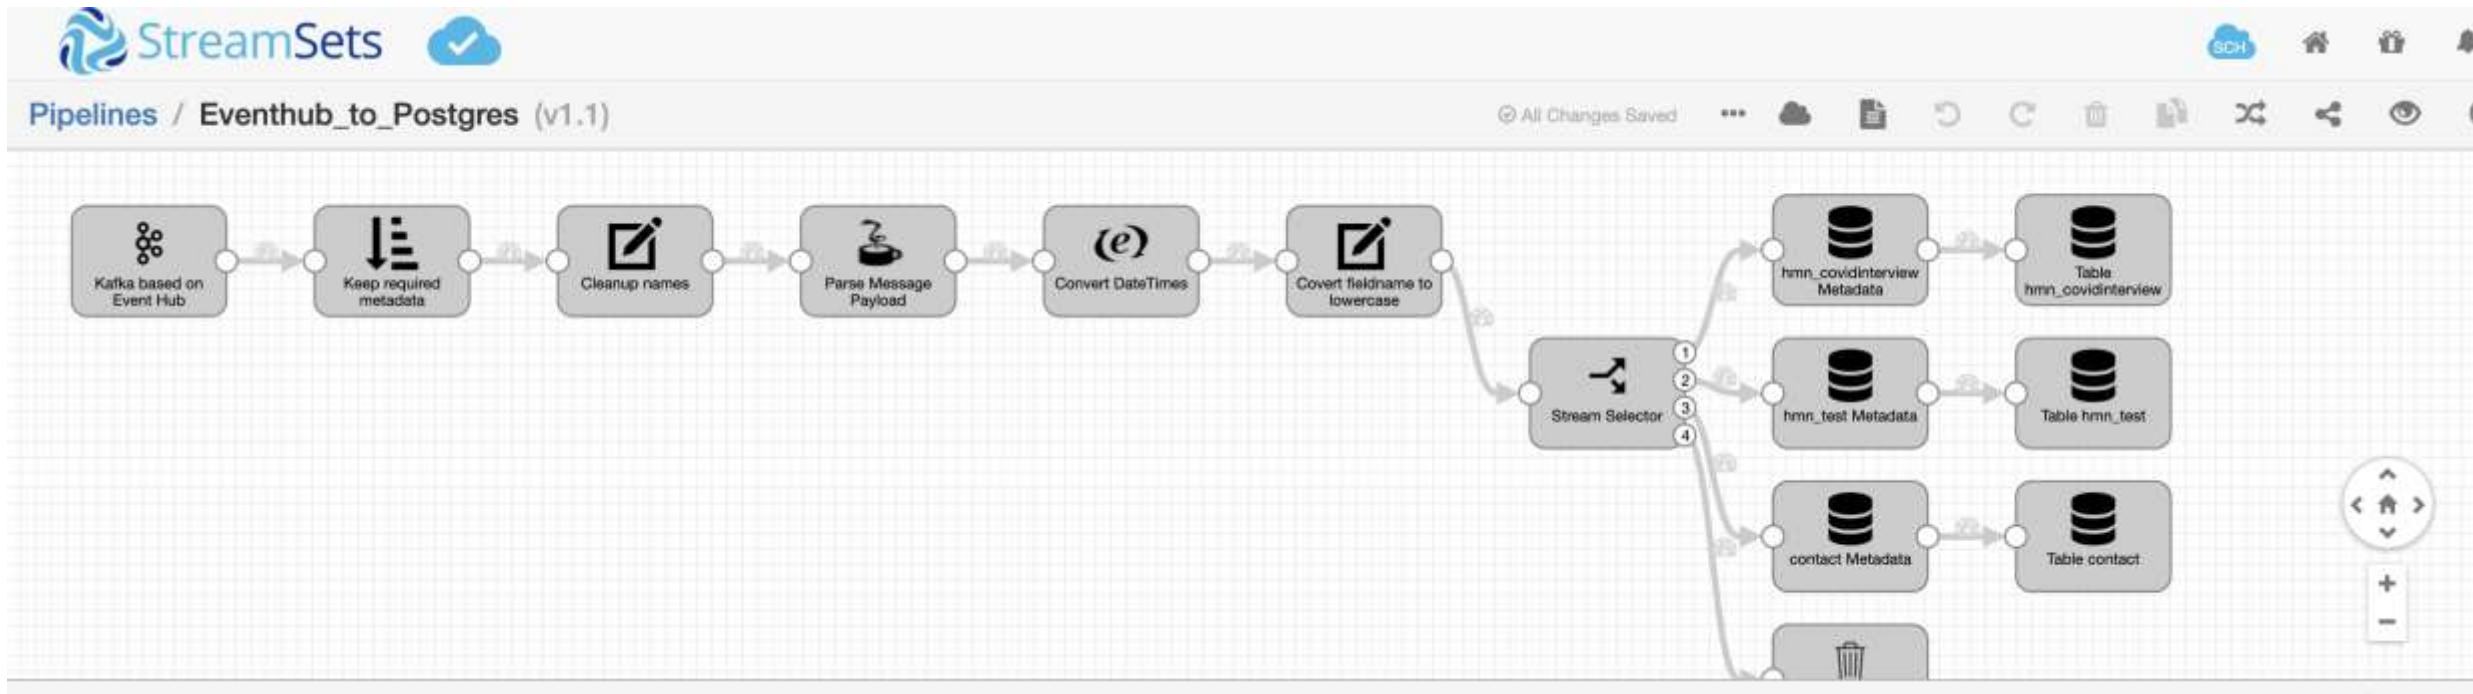 StreamSets
SCH
Pipelines / Eventhub_to_Postgres (v1.1)
All Changes Saved
Kafka based on
Event Hub
Keep required
metadata
Cleanup names
Parse Message
Payload
Convert DateTimes
Covert fieldname to
lowercase
Stream Selector
1
2
3
4
hmn_covidinterview
Metadata
Table
hmn_covidinterview
hmn_test Metadata
Table hmn_test
contact Metadata
Table contact